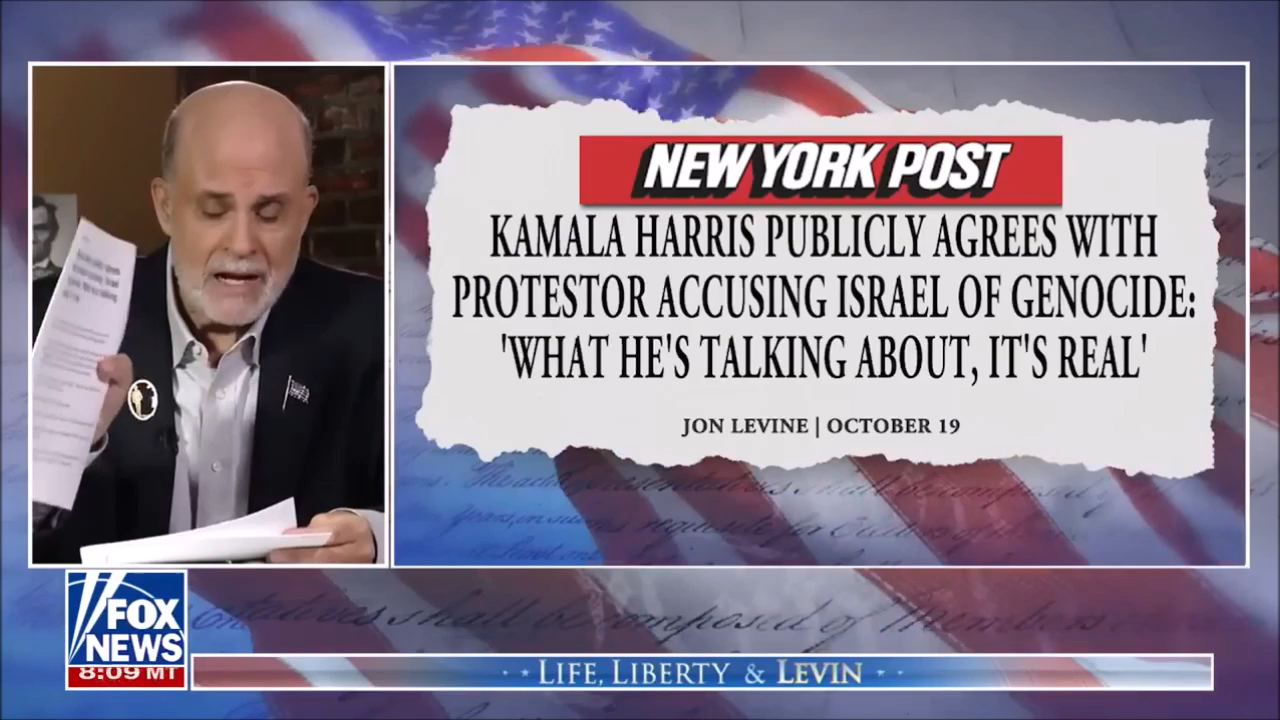 NEW YORK POST
KAMALA HARRIS PUBLICLY AGREES WITH
PROTESTOR ACCUSING ISRAEL OF GENOCIDE:
'WHAT HE'S TALKING ABOUT, IT'S REAL'
JON LEVINE | OCTOBER 19
FOX
NEWS
8:09 MT
LIFE, LIBERTY & LEVIN